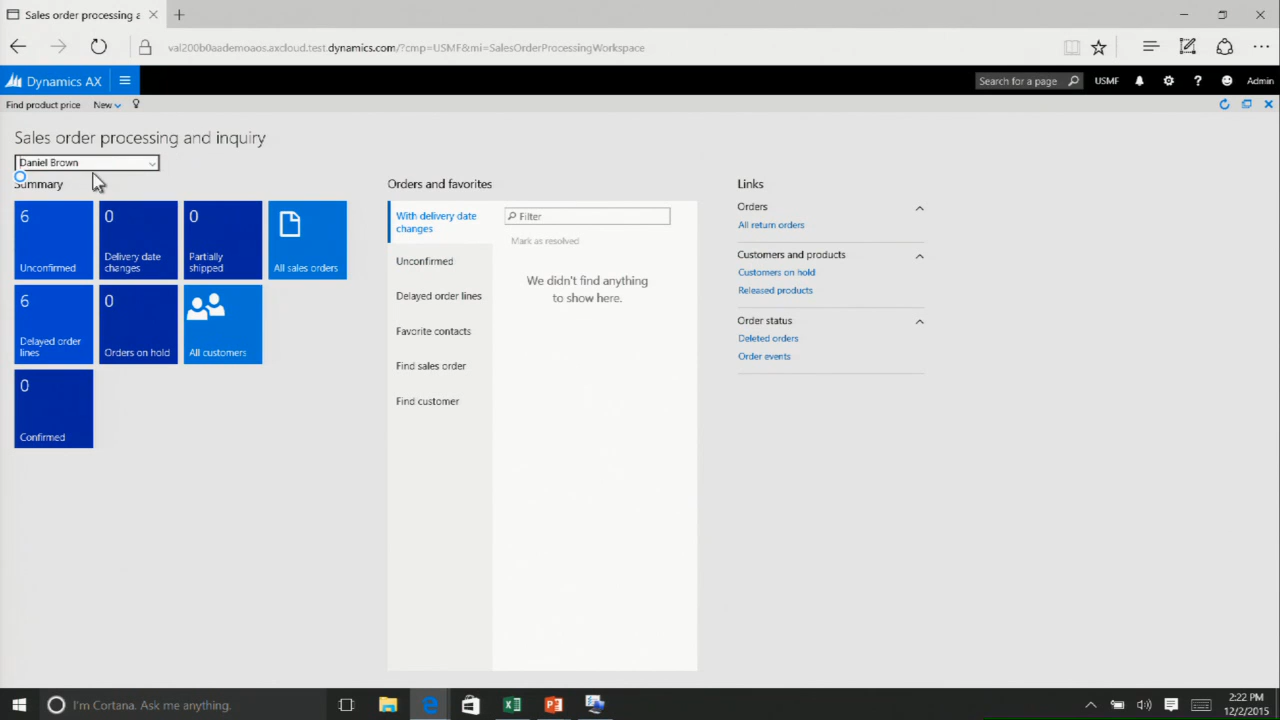 Sales order processing a
val200b0aademoaos.axcloud.test.dynamics.com/?cmp=USMF&mi=SalesOrderProcessingWorkspace
Dynamics AX
Search for a page
USMF
Admin
Find product price
New
Sales order processing and inquiry
Daniel Brown
Summary
6
Unconfirmed
0
Delivery date
changes
0
Partially
shipped
All sales orders
6
Delayed order
lines
0
Orders on hold
All customers
0
Confirmed
Orders and favorites
With delivery date
changes
Unconfirmed
Delayed order lines
Favorite contacts
Find sales order
Find customer
Filter
Mark as resolved
We didn't find anything
to show here.
Links
Orders
All return orders
Customers and products
Customers on hold
Released products
Order status
Deleted orders
Order events
I'm Cortana. Ask me anything.
2:22 PM
12/2/2015